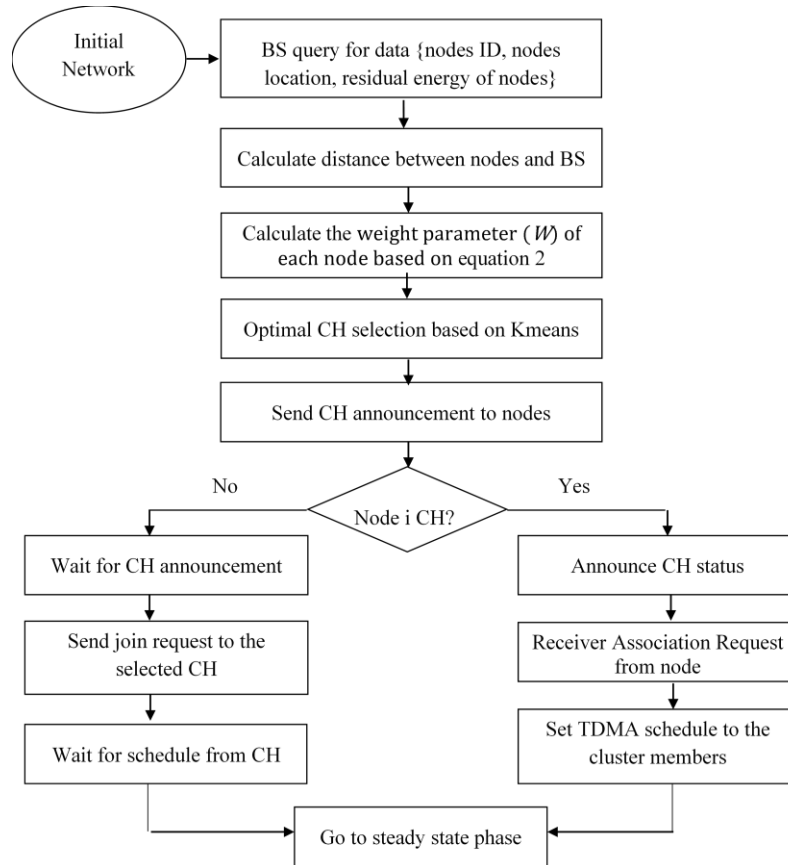 Initial
Network
BS query for data {nodes ID, nodes
location, residual energy of nodes}
Calculate distance between nodes and BS
Calculate the weight parameter (W) of
each node based on equation 2
Optimal CH selection based on Kmeans
Send CH announcement to nodes
No
Yes
Node i CH?
Wait for CH announcement
Send join request to the
selected CH
Wait for schedule from CH
Announce CH status
Receiver Association Request
from node
Set TDMA schedule to the
cluster members
Go to steady state phase